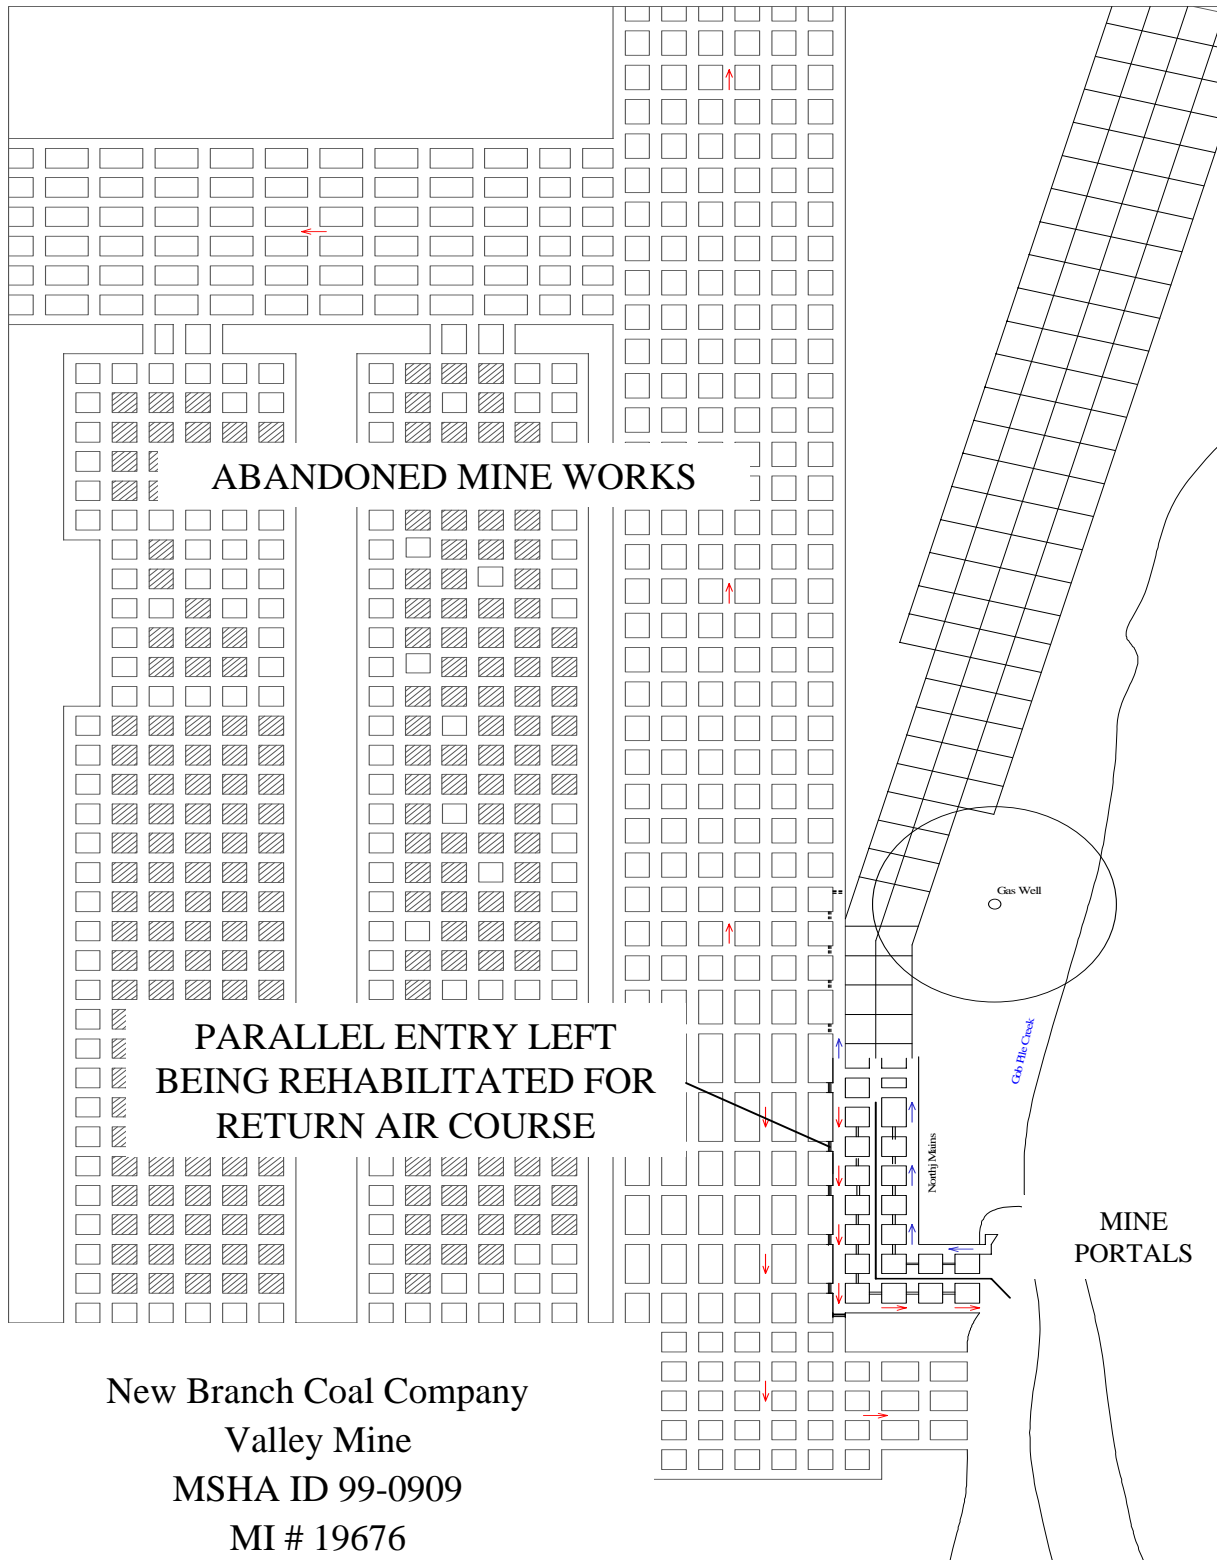 ABANDONED MINE WORKS
Gas Well
PARALLEL ENTRY LEFT
BEING REHABILITATED FOR
RETURN AIR COURSE
Gob Pile Creek
Northj Mains
MINE
PORTALS
New Branch Coal Company
Valley Mine
MSHA ID 99-0909
MI # 19676